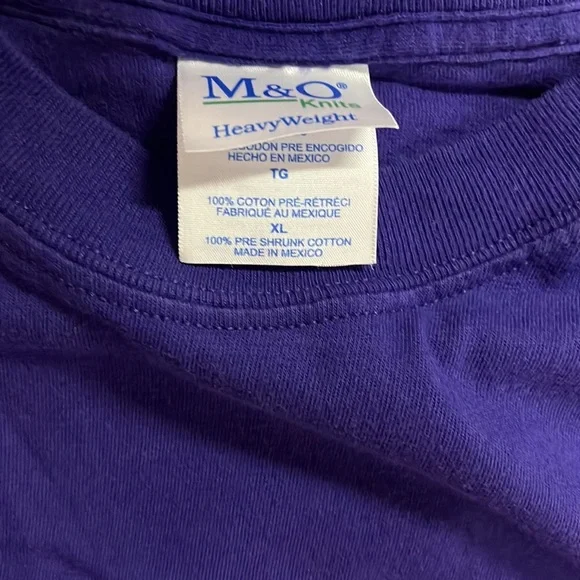 M&O®
Knits
HeavyWeight
PRE ENCOGIDO
HECHO EN MEXICO
TG
100% COTON PRÉ-RÉTRÉCI
FABRIQUÉ AU MEXIQUE
XL
100% PRE SHRUNK COTTON
MADE IN MEXICO